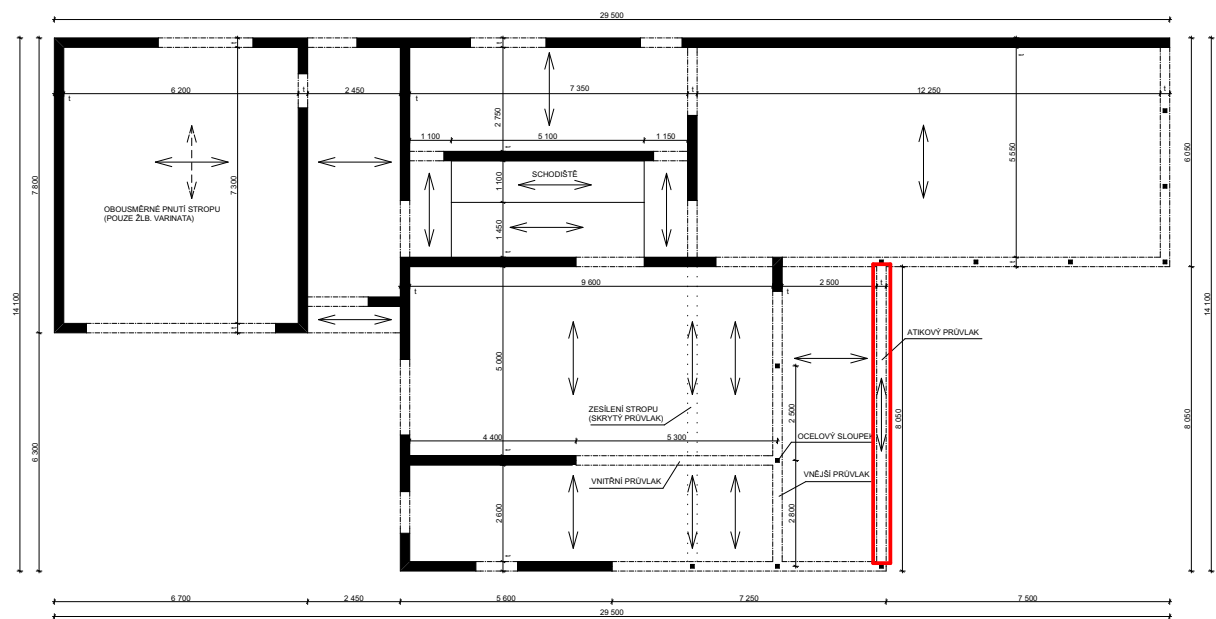 29 500
6 200
t
2 450
7 350
t
12 250
t
t
t
2 750
1 100
5 100
1 150
5 550
6 050
7 800
7 300
SCHODIŠTĚ
1 100
1 450
OBOUSMĚRNÉ PNUTÍ STROPU
(POUZE ŽLB. VARINATA)
9 600
t
2 500
t
t
14 100
14 100
ATIKOVÝ PRŮVLAK
5 000
ZESÍLENÍ STROPU
(SKRYTÝ PRŮVLAK)
2 500
8 050
8 050
4 400
5 300
OCELOVÝ SLOUPEK
6 300
VNITŘNÍ PRŮVLAK
VNĚJŠÍ PRŮVLAK
2 600
2 800
6 700
2 450
5 600
7 250
7 500
29 500